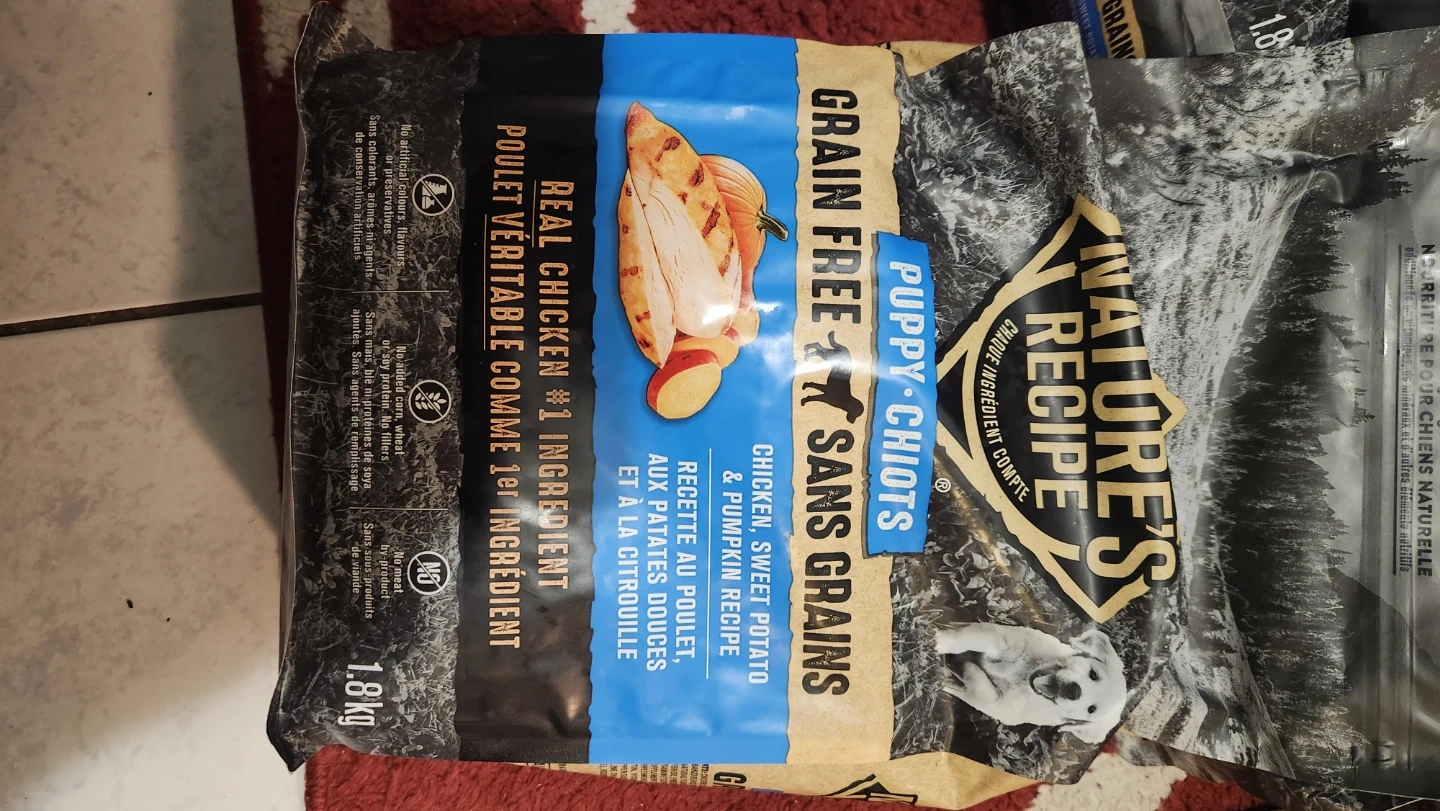 NOURRITURE POUR CHIENS NATURELLE
NATURE'S
RECIPE
CHAQUE INGRÉDIENT COMPTE
®
PUPPY • CHIOTS
GRAIN FREE SANS GRAINS
CHICKEN, SWEET POTATO
& PUMPKIN RECIPE
RECETTE AU POULET,
AUX PATATES DOUCES
ET À LA CITROUILLE
REAL CHICKEN #1 INGREDIENT
POULET VÉRITABLE COMME 1er INGRÉDIENT
No artificial colours, flavours
or preservatives
Sans colorants, arômes ni agents
de conservation artificiels
No added corn, wheat
or soy protein. No fillers
Sans maïs, blé ni protéines de soya
ajoutés. Sans agents de remplissage
NO
No meat
by-product
Sans sous-produits
de viande
1.8kg
GRAIN
1.8